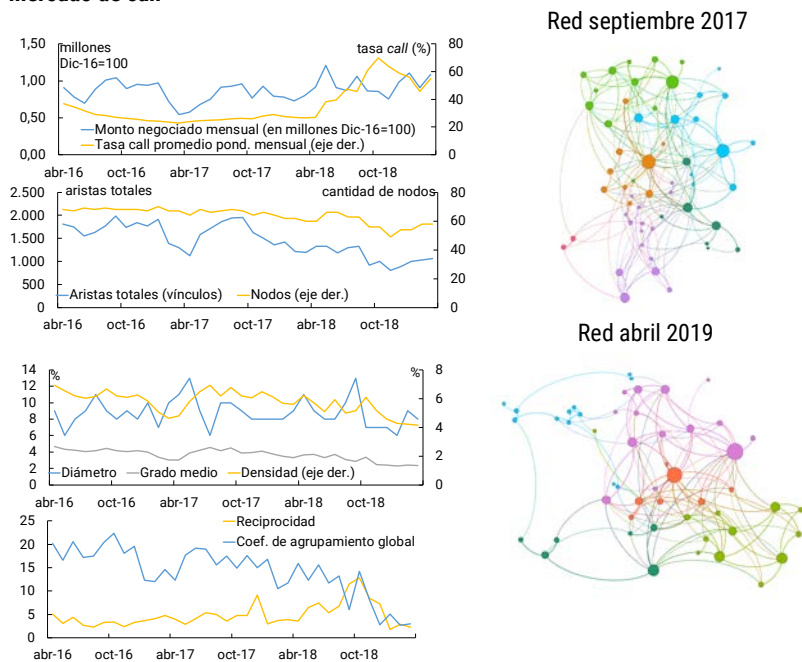 Red septiembre 2017
millones
Dic-16=100
tasa call (%)
1,50
1,00
0,50
0,00
80
60
40
20
0
Monto negociado mensual (en millones Dic-16=100)
Tasa call promedio pond. mensual (eje der.)
abr-16 oct-16 abr-17 oct-17 abr-18 oct-18
aristas totales
cantidad de nodos
2.500
2.000
1.500
1.000
500
0
80
60
40
20
0
Aristas totales (vínculos) Nodos (eje der.)
abr-16 oct-16 abr-17 oct-17 abr-18 oct-18
Red abril 2019
%
%
14
12
10
8
6
4
2
0
8
6
4
2
0
Diámetro Grado medio Densidad (eje der.)
abr-16 oct-16 abr-17 oct-17 abr-18 oct-18
25
20
15
10
5
0
Reciprocidad
Coef. de agrupamiento global
abr-16 oct-16 abr-17 oct-17 abr-18 oct-18